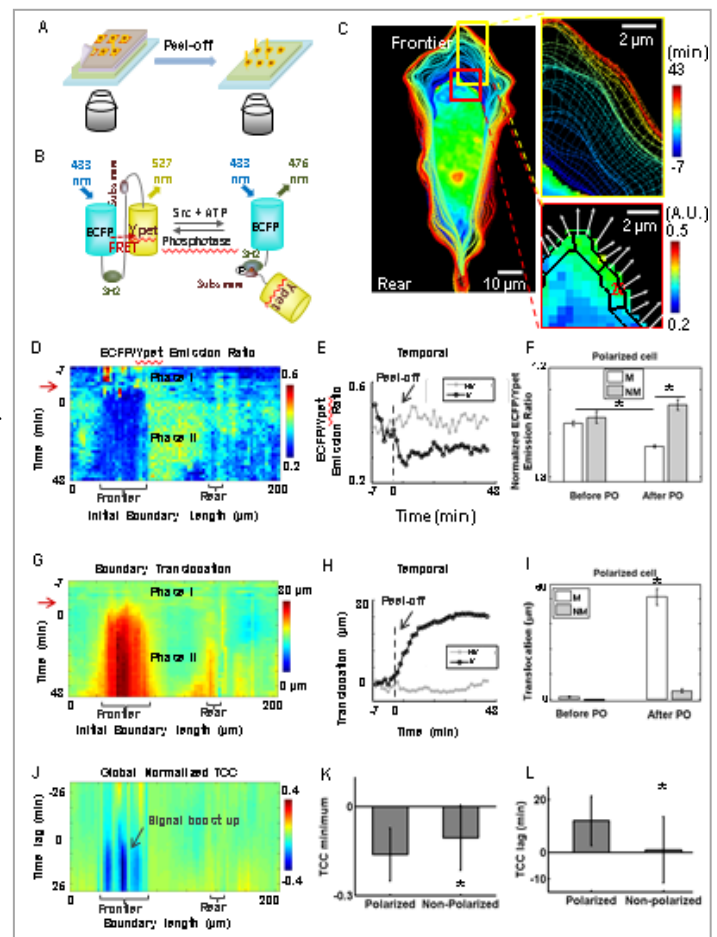 A
Peel-off
B
433 nm
527 nm
433 nm
476 nm
ECFP
Ypet
FRET
SH2
Src + ATP
Phosphotase
ECFP
SH2
Ypet
C
Frontier
Rear
10 μm
2 μm
(min)
43
-7
2 μm
(A.U.)
0.5
0.2
D
ECFP/Ypet Emission Ratio
-7
0
Time (min)
Phase I
Phase II
0.6
0.2
0
Frontier
Rear
200
Initial Boundary Length (μm)
E
Temporal
Peel-off
NM
M
0.6
0.2
ECFP/Ypet
Emission Ratio
-7
0
43
Time (min)
F
Polarized cell
M
NM
*
*
Normalized ECFP/Ypet
Emission Ratio
Before PO
After PO
G
Boundary Translocation
-7
0
Time (min)
Phase I
Phase II
0 μm
0
Frontier
Rear
200
Initial Boundary length (μm)
H
Temporal
Peel-off
M
0
Translocation (μm)
-7
0
43
Time (min)
I
Polarized cell
M
NM
*
0
Translocation (μm)
Before PO
After PO
J
Global Normalized TCC
-26
0
26
Time lag (min)
Signal boost up
0.4
-0.4
0
Frontier
Rear
200
Boundary length (μm)
K
0
-0.3
TCC minimum
*
Polarized
Non-Polarized
L
20
0
-10
TCC lag (min)
*
Polarized
Non-polarized